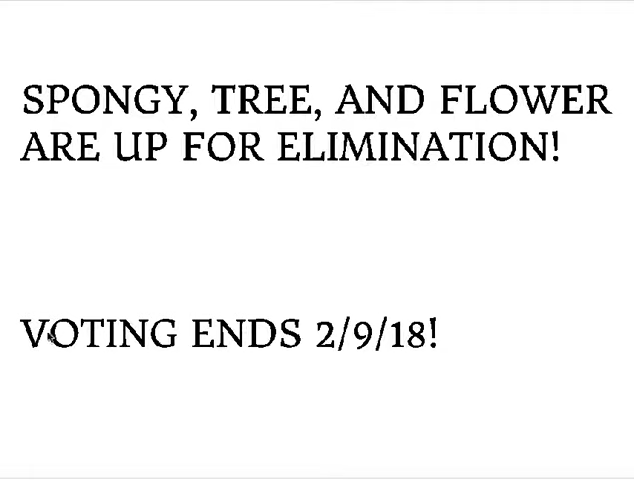 SPONGY, TREE, AND FLOWER
ARE UP FOR ELIMINATION!
VOTING ENDS 2/9/18!